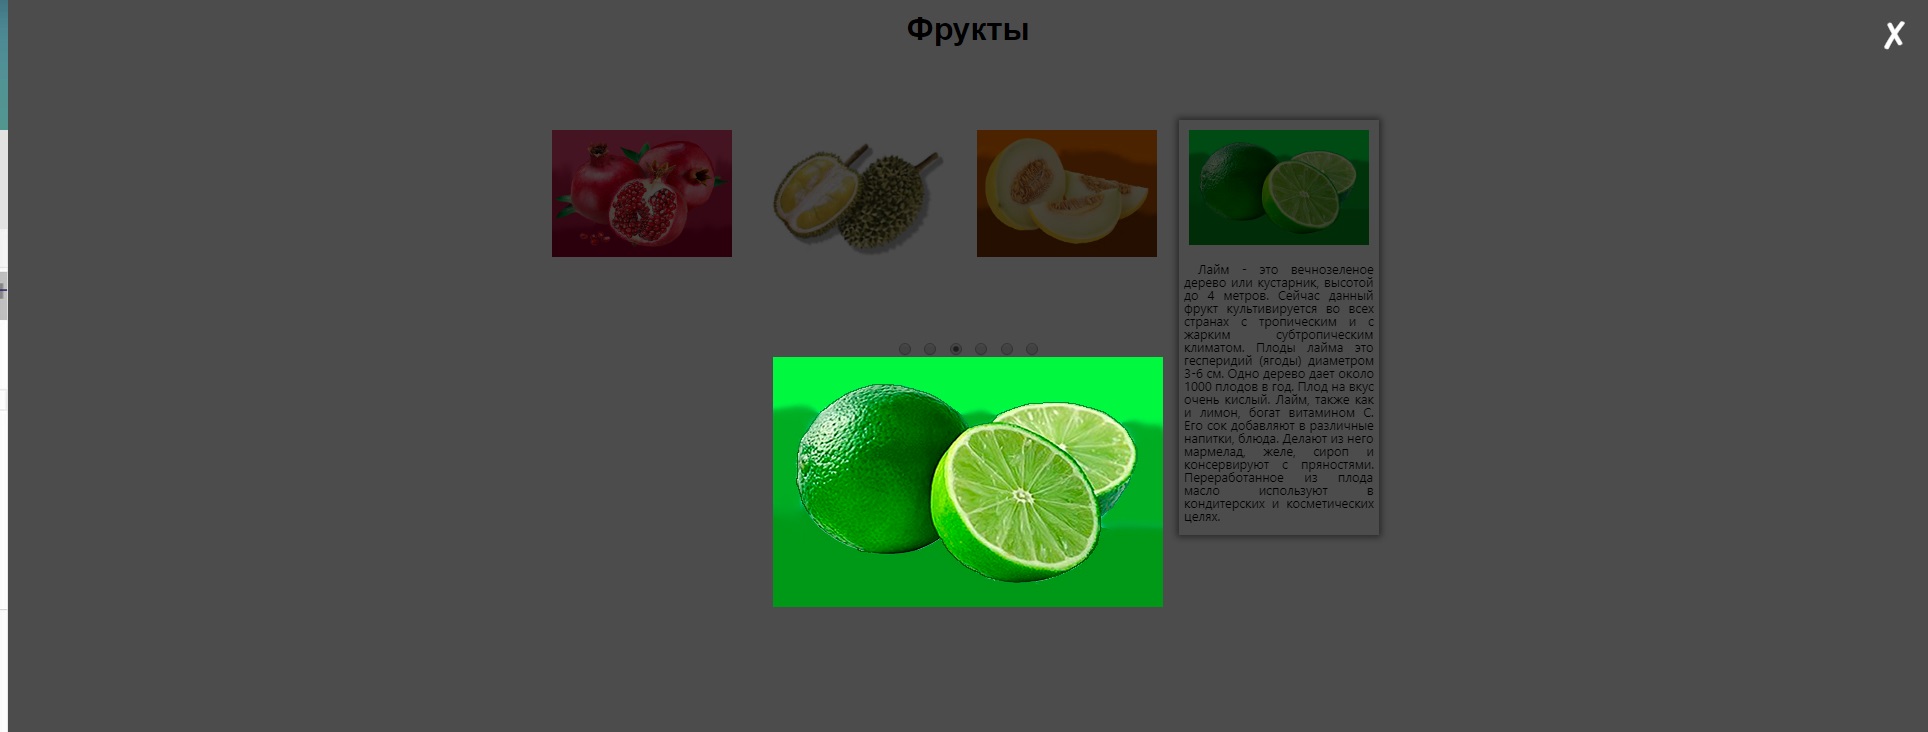 Фрукты
✗
Лайм - это вечнозеленое
дерево или кустарник, высотой
до 4 метров. Сейчас данный
фрукт культивируется во всех
странах с тропическим и с
жарким субтропическим
климатом. Плоды лайма это
гесперидий (ягоды) диаметром
3-6 см. Одно дерево дает около
1000 плодов в год. Плод на вкус
очень кислый. Лайм, также как
и лимон, богат витамином С.
Его сок добавляют в различные
напитки, блюда. Делают из него
мармелад, желе, сироп и
консервируют с пряностями.
Переработанное из плода
масло используют в
кондитерских и косметических
целях.